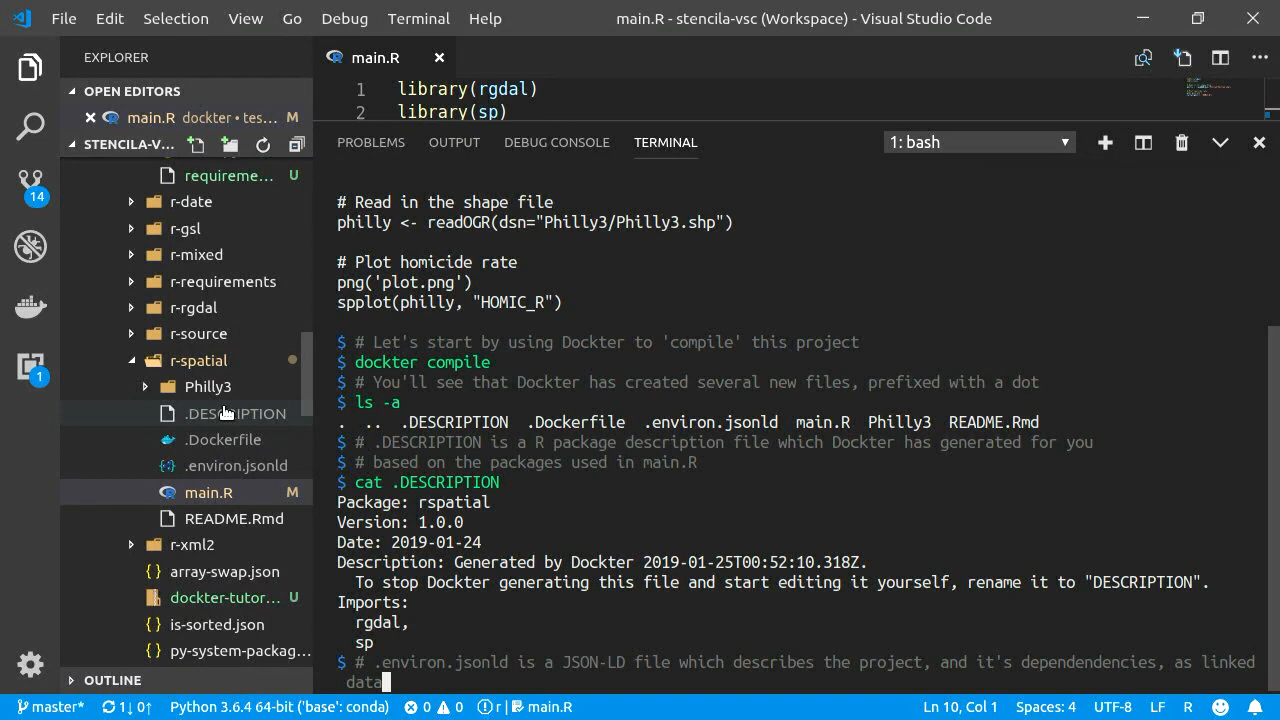 File Edit Selection View Go Debug Terminal Help main.R - stencila-vsc (Workspace) - Visual Studio Code
EXPLORER
OPEN EDITORS
main.R dockter • tes... M
STENCILA-V...
requireme... U
r-date
r-gsl
r-mixed
r-requirements
r-rgdal
r-source
r-spatial
Philly3
.DESCRIPTION
.Dockerfile
.environ.jsonld
main.R M
README.Rmd
r-xml2
array-swap.json
dockter-tutor... U
is-sorted.json
py-system-packag...
OUTLINE
14
1
main.R
1 library(rgdal)
2 library(sp)
PROBLEMS OUTPUT DEBUG CONSOLE TERMINAL 1: bash
# Read in the shape file
philly <- readOGR(dsn="Philly3/Philly3.shp")
# Plot homicide rate
png('plot.png')
spplot(philly, "HOMIC_R")
$ # Let's start by using Dockter to 'compile' this project
$ dockter compile
$ # You'll see that Dockter has created several new files, prefixed with a dot
$ ls -a
. .. .DESCRIPTION .Dockerfile .environ.jsonld main.R Philly3 README.Rmd
$ # .DESCRIPTION is a R package description file which Dockter has generated for you
$ # based on the packages used in main.R
$ cat .DESCRIPTION
Package: rspatial
Version: 1.0.0
Date: 2019-01-24
Description: Generated by Dockter 2019-01-25T00:52:10.318Z.
To stop Dockter generating this file and start editing it yourself, rename it to "DESCRIPTION".
Imports:
rgdal,
sp
$ # .environ.jsonld is a JSON-LD file which describes the project, and it's dependendencies, as linked
data
master* 1↓ 0↑ Python 3.6.4 64-bit ('base': conda) 0 0 r | main.R Ln 10, Col 1 Spaces: 4 UTF-8 LF R